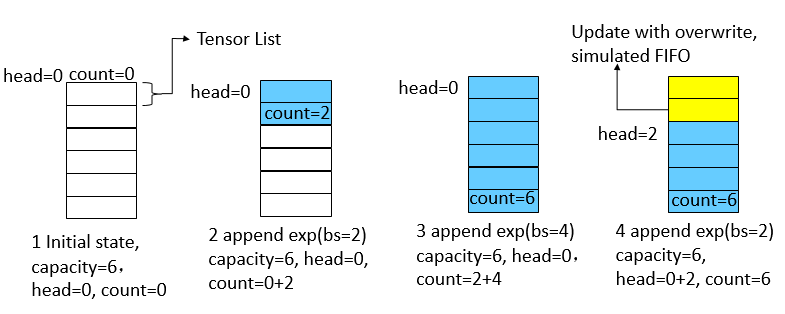 Tensor List
head=0 count=0
1 Initial state,
capacity=6，
head=0, count=0
head=0
count=2
2 append exp(bs=2)
capacity=6, head=0,
count=0+2
head=0
count=6
3 append exp(bs=4)
capacity=6, head=0，
count=2+4
Update with overwrite,
simulated FIFO
head=2
count=6
4 append exp(bs=2)
capacity=6,
head=0+2, count=6